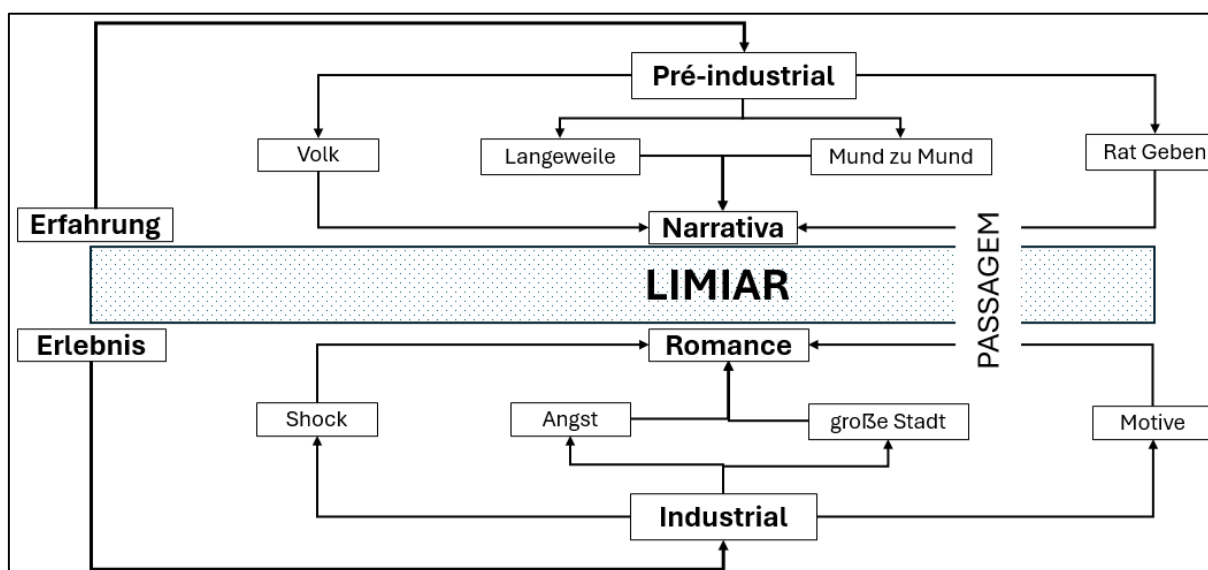 Pré-industrial
Volk
Langeweile
Mund zu Mund
Rat Geben
Erfahrung
Narrativa
PASSAGEM
LIMIAR
Erlebnis
Romance
Shock
Angst
große Stadt
Motive
Industrial